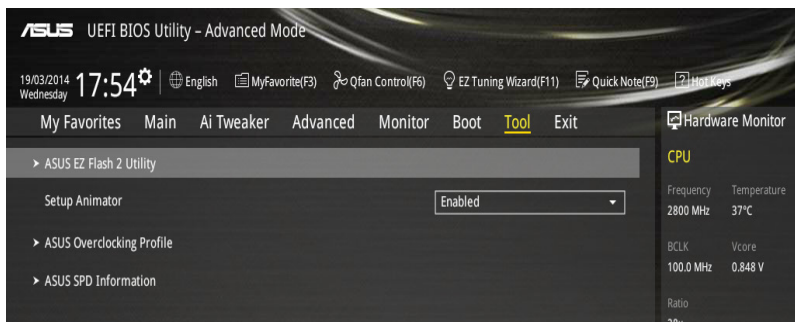 ASUS UEFI BIOS Utility – Advanced Mode
19/03/2014 Wednesday 17:54 English MyFavorite(F3) Qfan Control(F6) EZ Tuning Wizard(F11) Quick Note(F9) ? Hot Keys
My Favorites Main Ai Tweaker Advanced Monitor Boot Tool Exit
Hardware Monitor
> ASUS EZ Flash 2 Utility
Setup Animator Enabled
> ASUS Overclocking Profile
> ASUS SPD Information
CPU
Frequency Temperature
2800 MHz 37°C
BCLK Vcore
100.0 MHz 0.848 V
Ratio